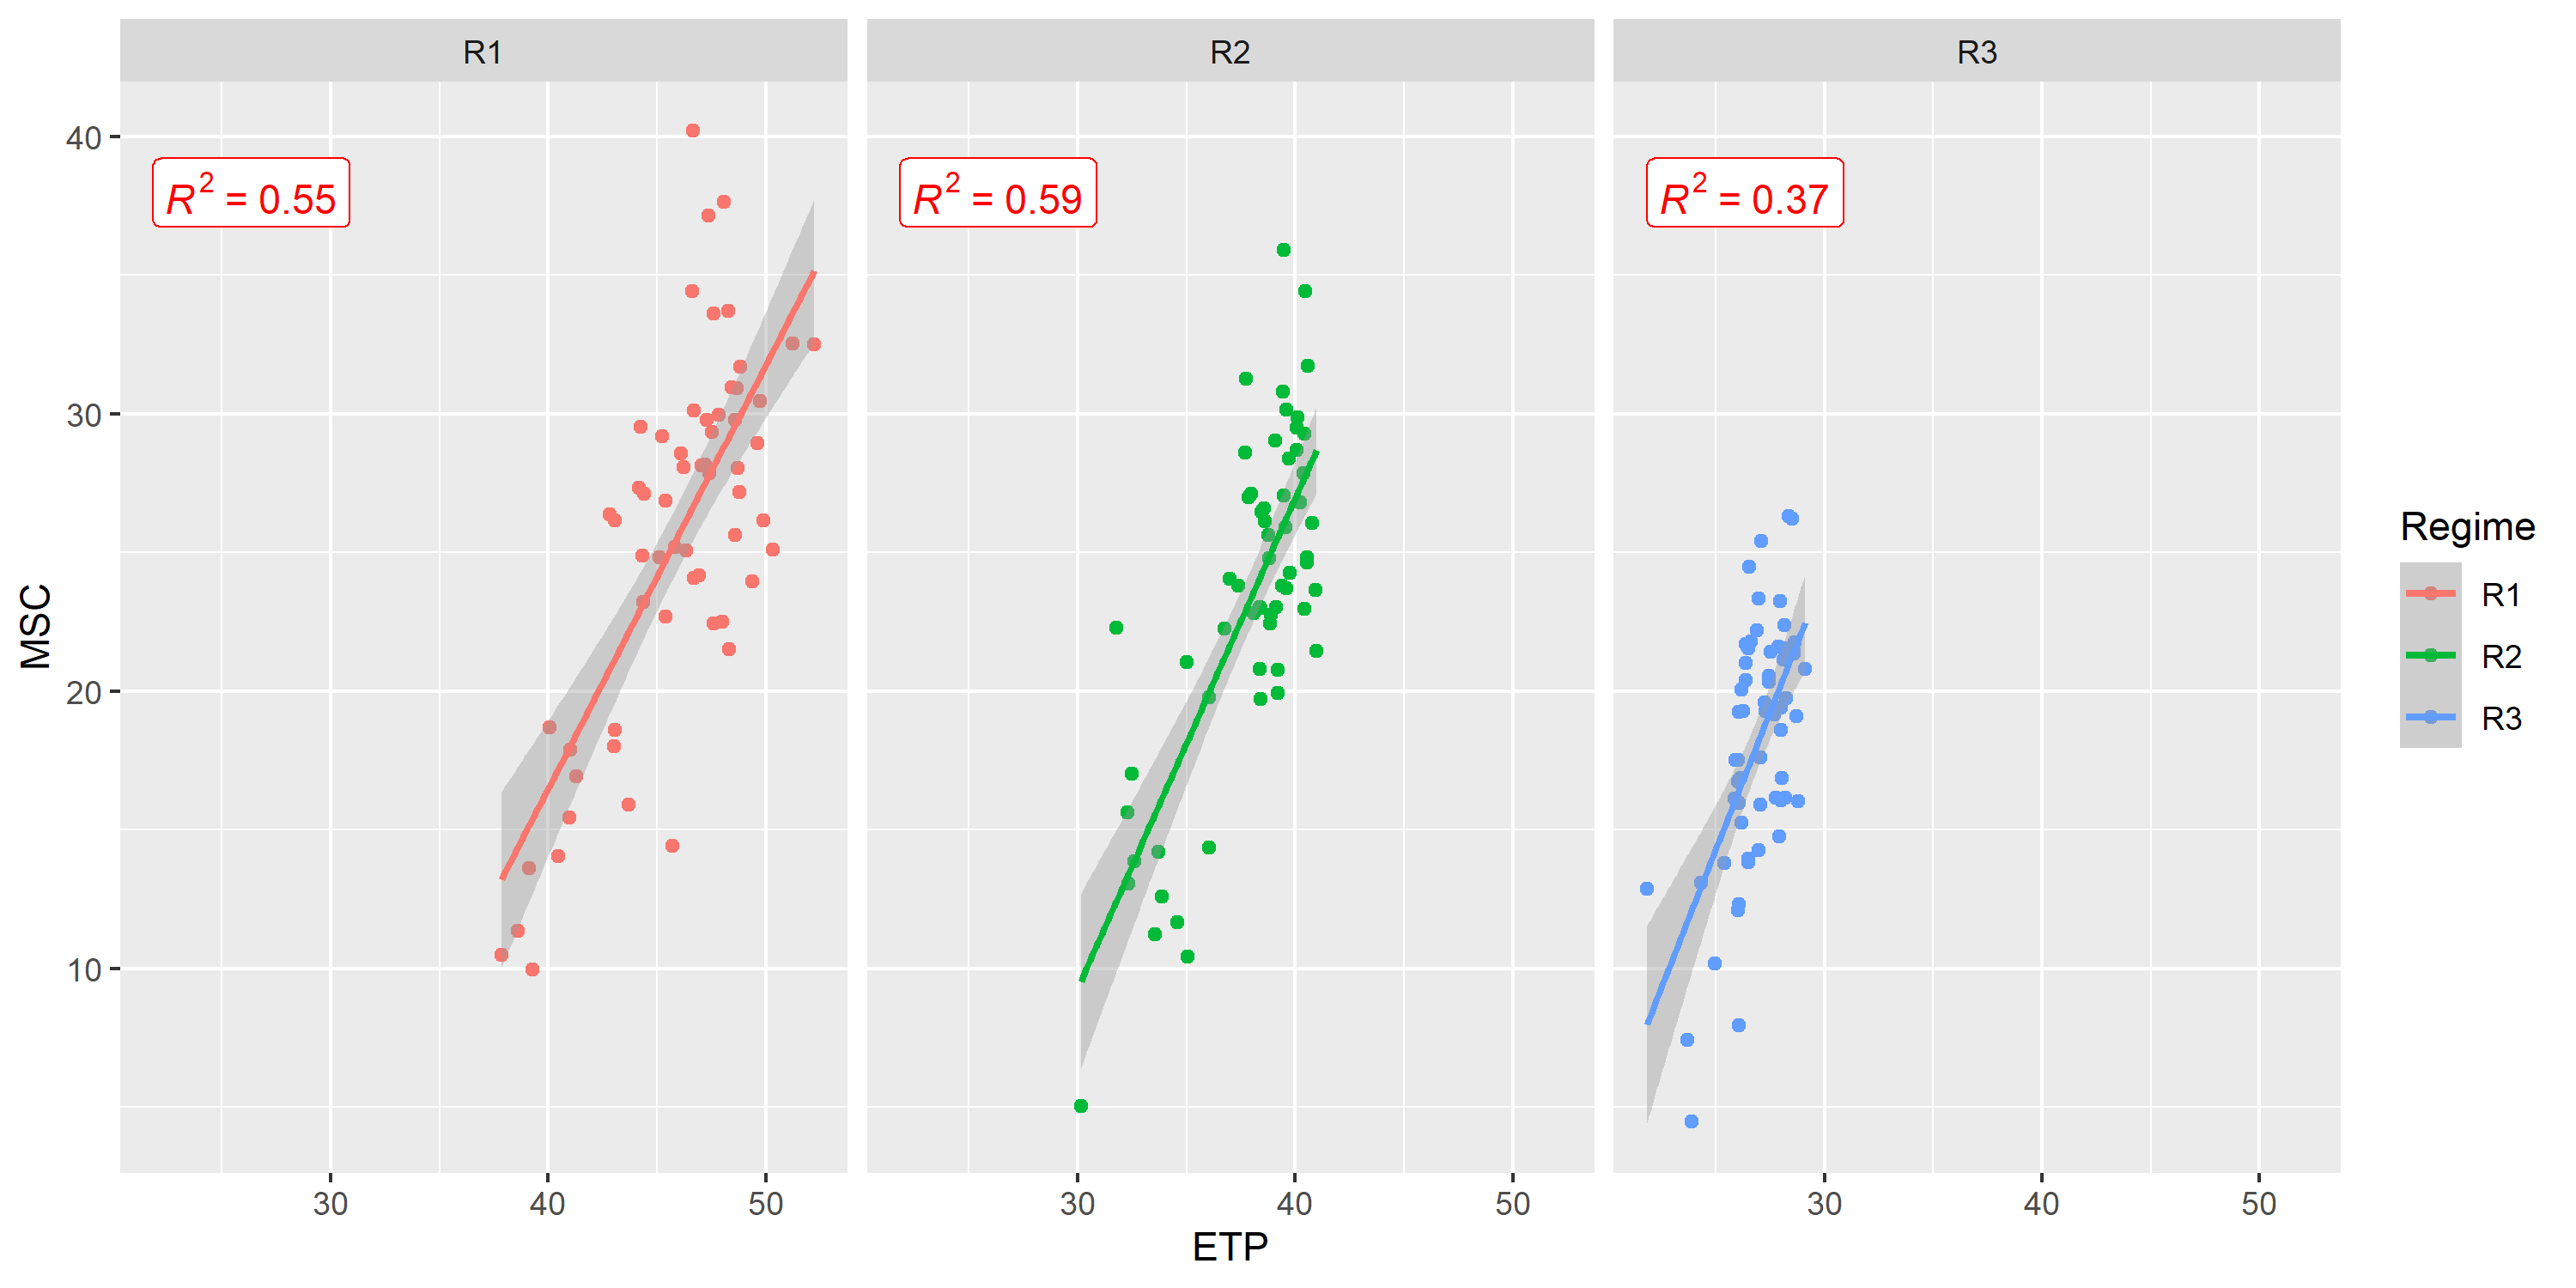 R1 R2 R3
R² = 0.55 R² = 0.59 R² = 0.37
40
30
20
10
MSC
30 40 50 30 40 50 30 40 50
ETP
Regime
R1
R2
R3